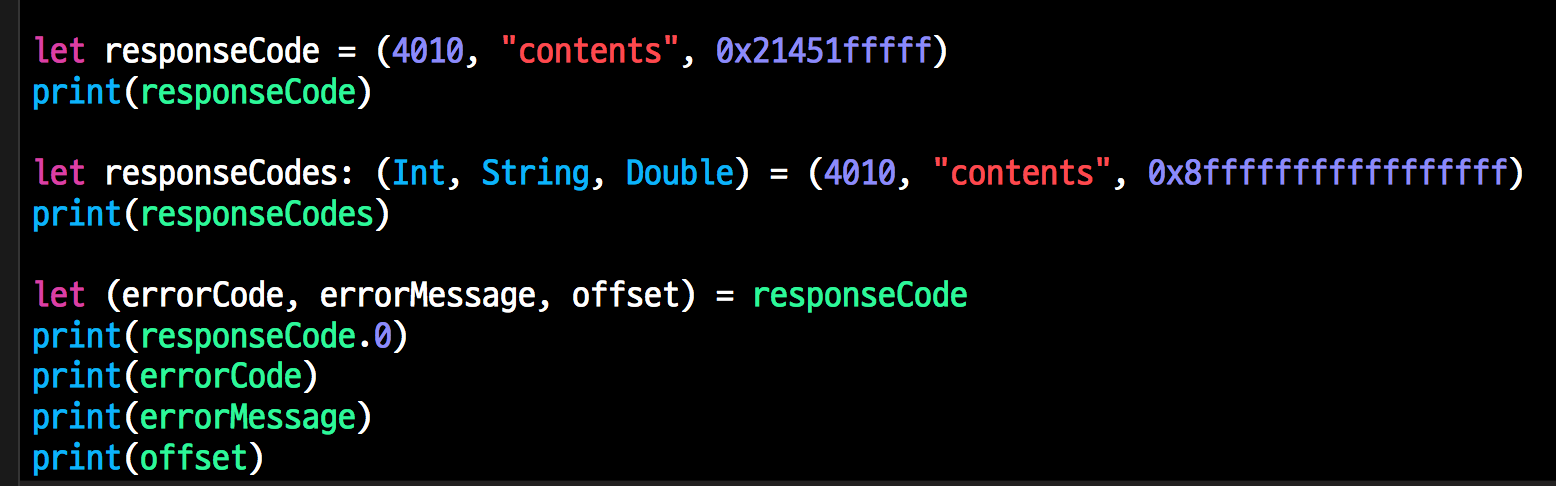 let responseCode = (4010, "contents", 0x21451fffff)
print(responseCode)
let responseCodes: (Int, String, Double) = (4010, "contents", 0x8fffffffffffffffff)
print(responseCodes)
let (errorCode, errorMessage, offset) = responseCode
print(responseCode.0)
print(errorCode)
print(errorMessage)
print(offset)